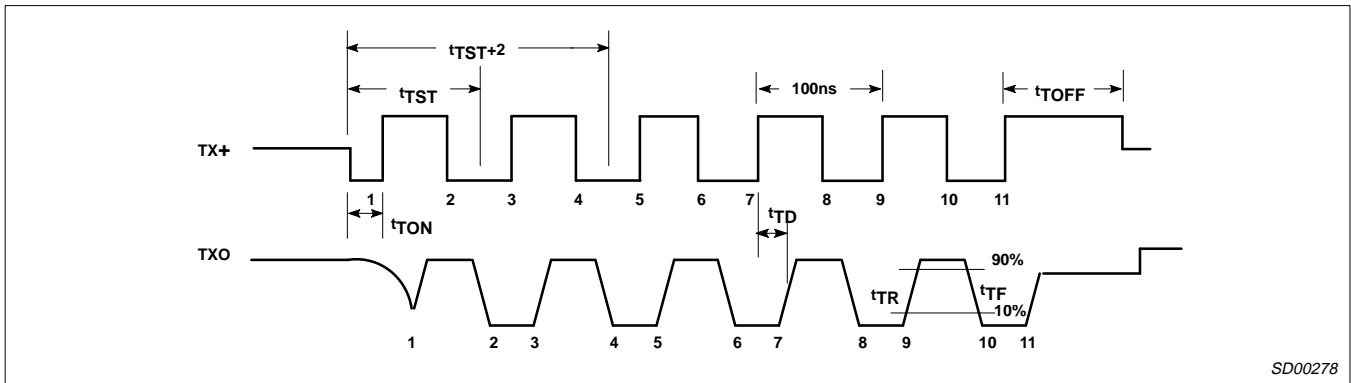 tTST+2
tTST
100ns
tTOFF
TX+
1 2 3 4 5 6 7 8 9 10 11
tTON
tTD
TXO
90%
tTR
tTF
10%
1 2 3 4 5 6 7 8 9 10 11
SD00278